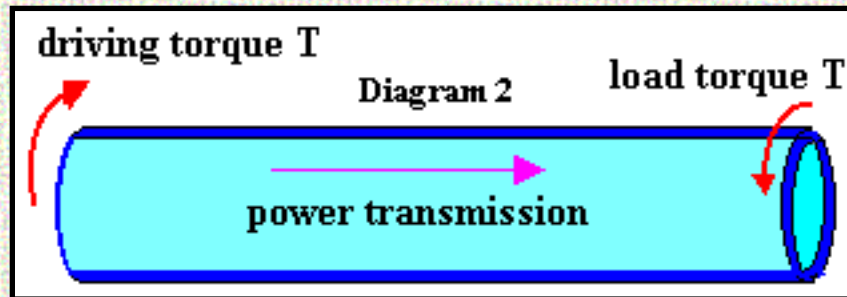 driving torque T
Diagram 2
load torque T
power transmission